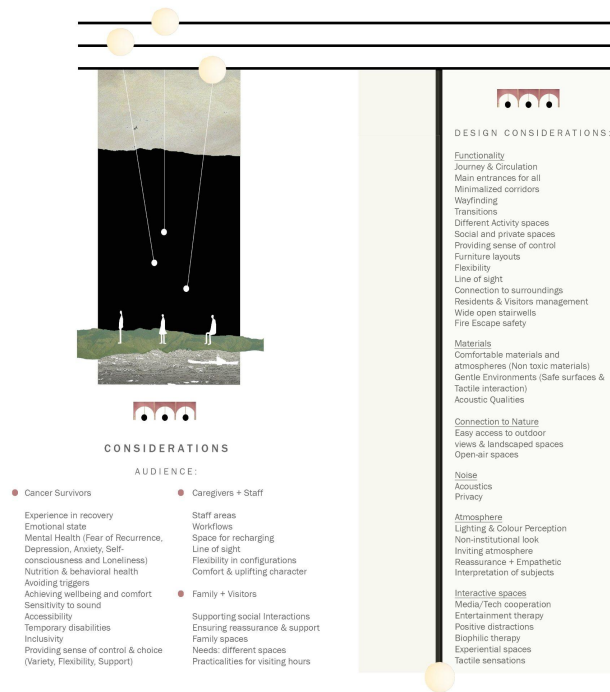 CONSIDERATIONS
AUDIENCE:
Cancer Survivors
Experience in recovery
Emotional state
Mental Health (Fear of Recurrence,
Depression, Anxiety, Self-
consciousness and Loneliness)
Nutrition & behavioral health
Avoiding triggers
Achieving wellbeing and comfort
Sensitivity to sound
Accessibility
Temporary disabilities
Inclusivity
Providing sense of control & choice
(Variety, Flexibility, Support)
Caregivers + Staff
Staff areas
Workflows
Space for recharging
Line of sight
Flexibility in configurations
Comfort & uplifting character
Family + Visitors
Supporting social Interactions
Ensuring reassurance & support
Family spaces
Needs: different spaces
Practicalities for visiting hours
DESIGN CONSIDERATIONS:
Functionality
Journey & Circulation
Main entrances for all
Minimalized corridors
Wayfinding
Transitions
Different Activity spaces
Social and private spaces
Providing sense of control
Furniture layouts
Flexibility
Line of sight
Connection to surroundings
Residents & Visitors management
Wide open stairwells
Fire Escape safety
Materials
Comfortable materials and
atmospheres (Non toxic materials)
Gentle Environments (Safe surfaces &
Tactile interaction)
Acoustic Qualities
Connection to Nature
Easy access to outdoor
views & landscaped spaces
Open-air spaces
Noise
Acoustics
Privacy
Atmosphere
Lighting & Colour Perception
Non-institutional look
Inviting atmosphere
Reassurance + Empathetic
Interpretation of subjects
Interactive spaces
Media/Tech cooperation
Entertainment therapy
Positive distractions
Biophilic therapy
Experiential spaces
Tactile sensations